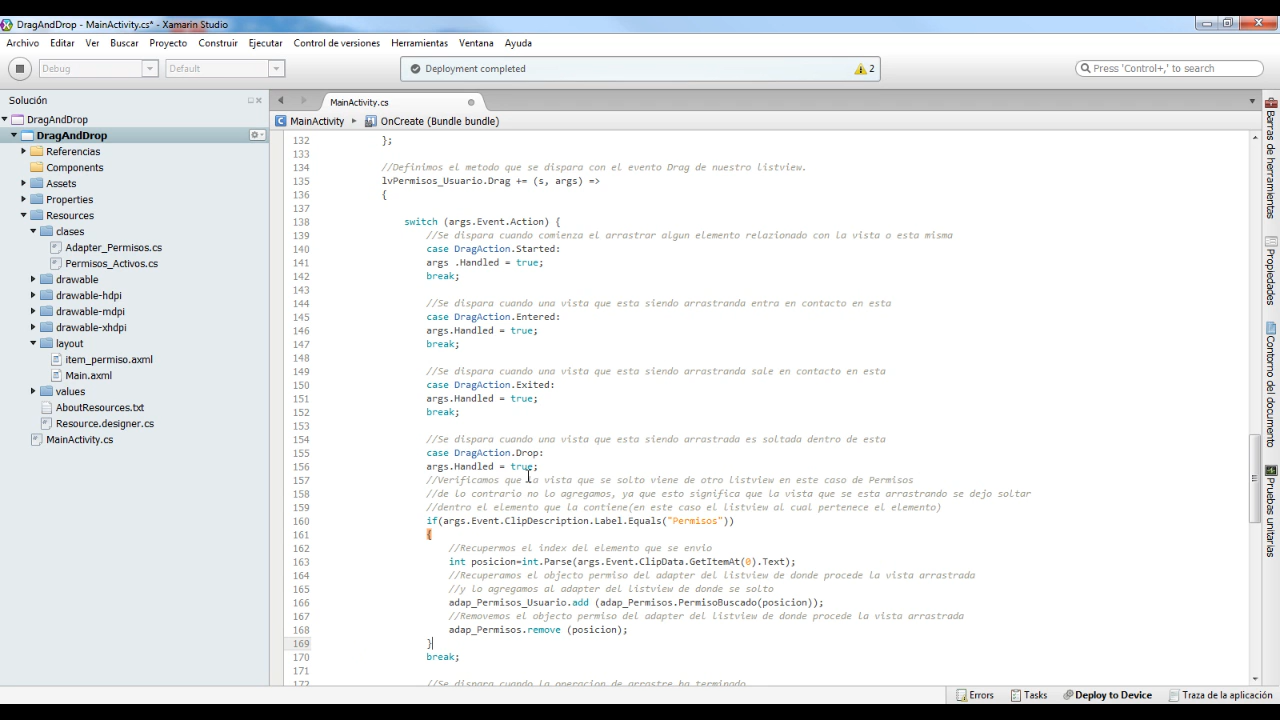 DragAndDrop - MainActivity.cs* - Xamarin Studio
Archivo Editar Ver Buscar Proyecto Construir Ejecutar Control de versiones Herramientas Ventana Ayuda
Debug Default Deployment completed 2 Press 'Control+,' to search
Solución
DragAndDrop
DragAndDrop
Referencias
Components
Assets
Properties
Resources
clases
Adapter_Permisos.cs
Permisos_Activos.cs
drawable
drawable-hdpi
drawable-mdpi
drawable-xhdpi
layout
item_permiso.axml
Main.axml
values
AboutResources.txt
Resource.designer.cs
MainActivity.cs
MainActivity.cs
MainActivity OnCreate (Bundle bundle)
132 };
133
134 //Definimos el metodo que se dispara con el evento Drag de nuestro listview.
135 lvPermisos_Usuario.Drag += (s, args) =>
136 {
137
138 switch (args.Event.Action) {
139 //Se dispara cuando comienza el arrastrar algun elemento relazionado con la vista o esta misma
140 case DragAction.Started:
141 args .Handled = true;
142 break;
143
144 //Se dispara cuando una vista que esta siendo arrastranda entra en contacto en esta
145 case DragAction.Entered:
146 args.Handled = true;
147 break;
148
149 //Se dispara cuando una vista que esta siendo arrastranda sale en contacto en esta
150 case DragAction.Exited:
151 args.Handled = true;
152 break;
153
154 //Se dispara cuando una vista que esta siendo arrastrada es soltada dentro de esta
155 case DragAction.Drop:
156 args.Handled = true;
157 //Verificamos que la vista que se solto viene de otro listview en este caso de Permisos
158 //de lo contrario no lo agregamos, ya que esto significa que la vista que se esta arrastrando se dejo soltar
159 //dentro el elemento que la contiene(en este caso el listview al cual pertenece el elemento)
160 if(args.Event.ClipDescription.Label.Equals("Permisos"))
161 {
162 //Recupermos el index del elemento que se envio
163 int posicion=int.Parse(args.Event.ClipData.GetItemAt(0).Text);
164 //Recuperamos el objecto permiso del adapter del listview de donde procede la vista arrastrada
165 //y lo agregamos al adapter del listview de donde se solto
166 adap_Permisos_Usuario.add (adap_Permisos.PermisoBuscado(posicion));
167 //Removemos el objecto permiso del adapter del listview de donde procede la vista arrastrada
168 adap_Permisos.remove (posicion);
169 }
170 break;
171
172 //Se dispara cuando la operacion de arrastre ha terminado
Barras de herramientas
Propiedades
Contorno del documento
Pruebas unitarias
Errors Tasks Deploy to Device Traza de la aplicación